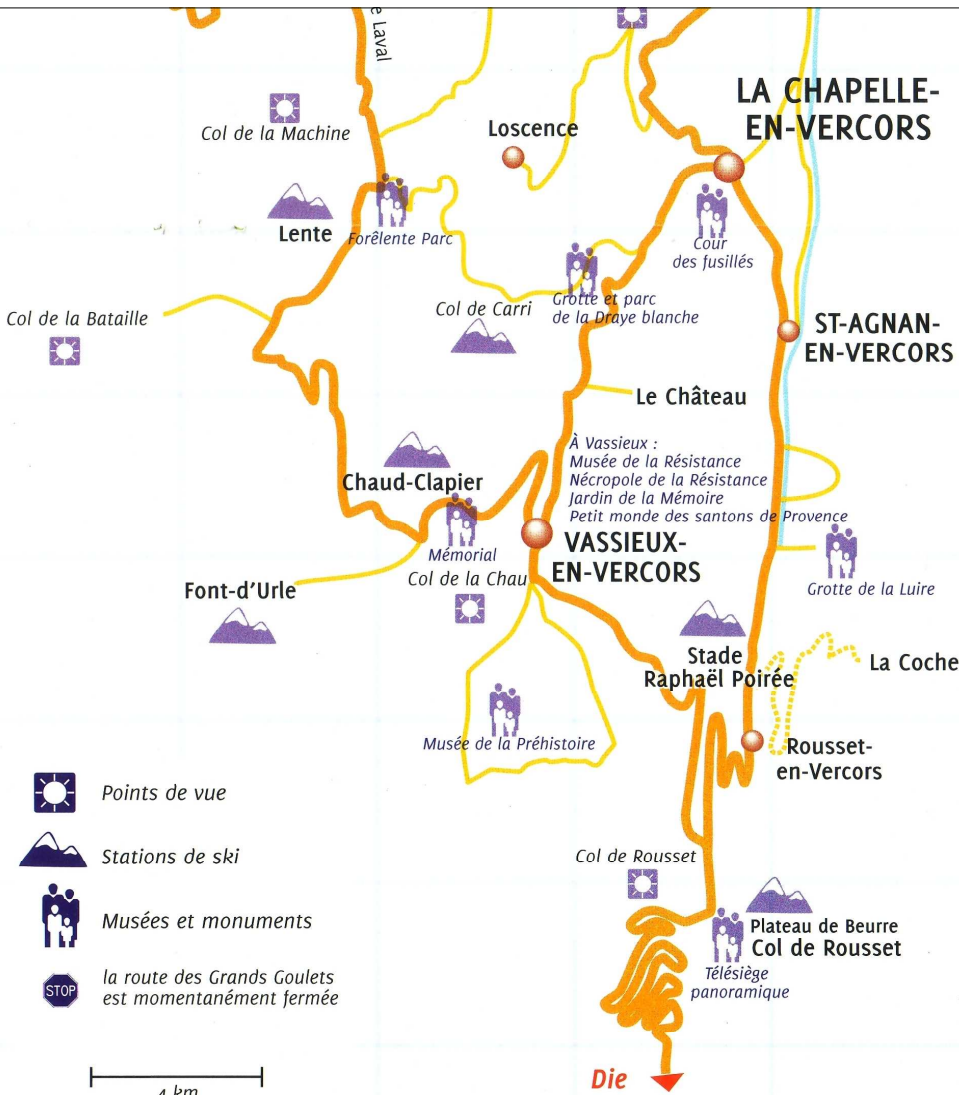 e Laval
Col de la Machine
Loscence
LA CHAPELLE-
EN-VERCORS
Lente
Forêlente Parc
Cour
des fusillés
Col de la Bataille
Col de Carri
Grotte et parc
de la Draye blanche
ST-AGNAN-
EN-VERCORS
Le Château
À Vassieux :
Musée de la Résistance
Nécropole de la Résistance
Jardin de la Mémoire
Petit monde des santons de Provence
Chaud-Clapier
Mémorial
VASSIEUX-
EN-VERCORS
Col de la Chau
Font-d'Urle
Grotte de la Luire
Stade
Raphaël Poirée
La Coche
Musée de la Préhistoire
Rousset-
en-Vercors
Points de vue
Stations de ski
Musées et monuments
STOP
la route des Grands Goulets
est momentanément fermée
Col de Rousset
Plateau de Beurre
Col de Rousset
Télésiège
panoramique
Die
4 km